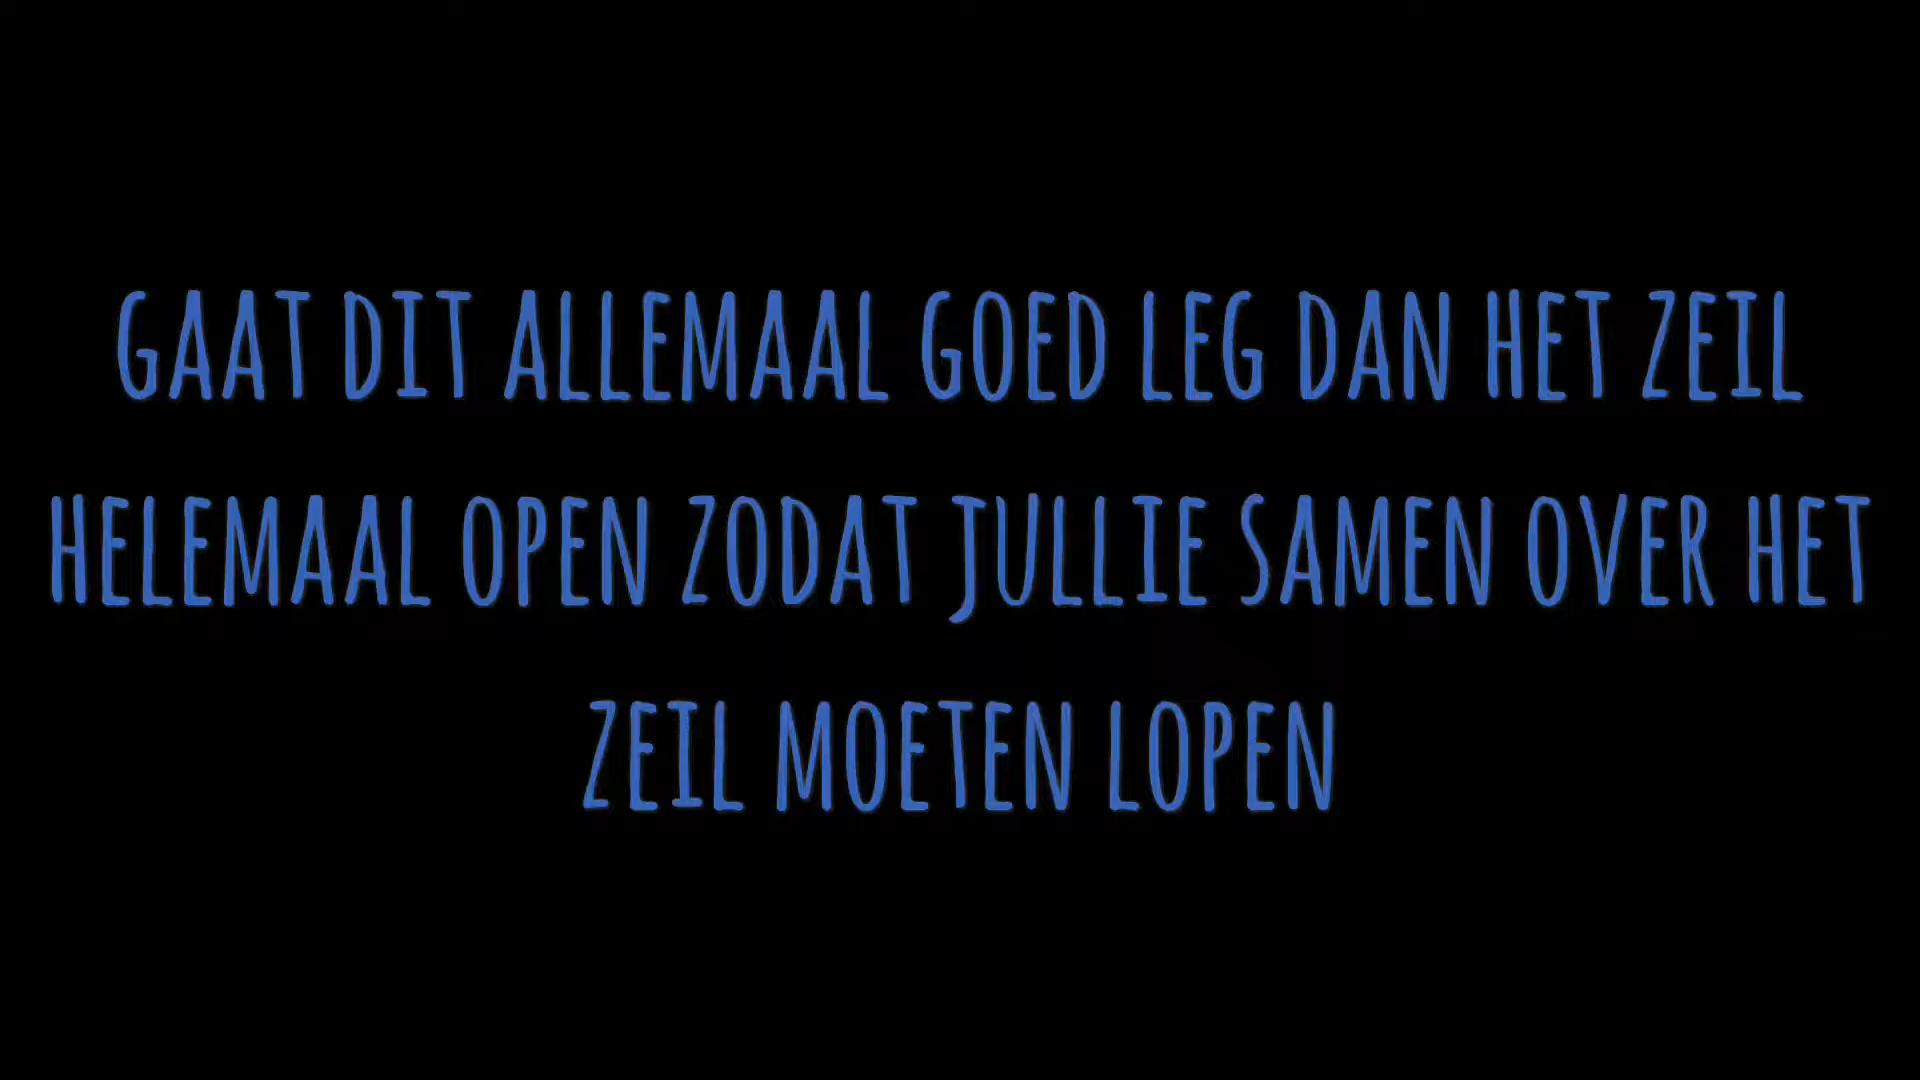 GAAT DIT ALLEMAAL GOED LEG DAN HET ZEIL
HELEMAAL OPEN ZODAT JULLIE SAMEN OVER HET
ZEIL MOETEN LOPEN